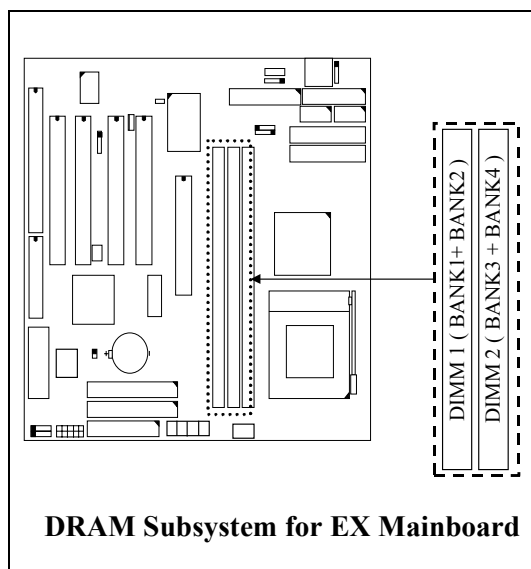 DIMM 1 ( BANK1+ BANK2 )
DIMM 2 ( BANK3 + BANK4 )
DRAM Subsystem for EX Mainboard